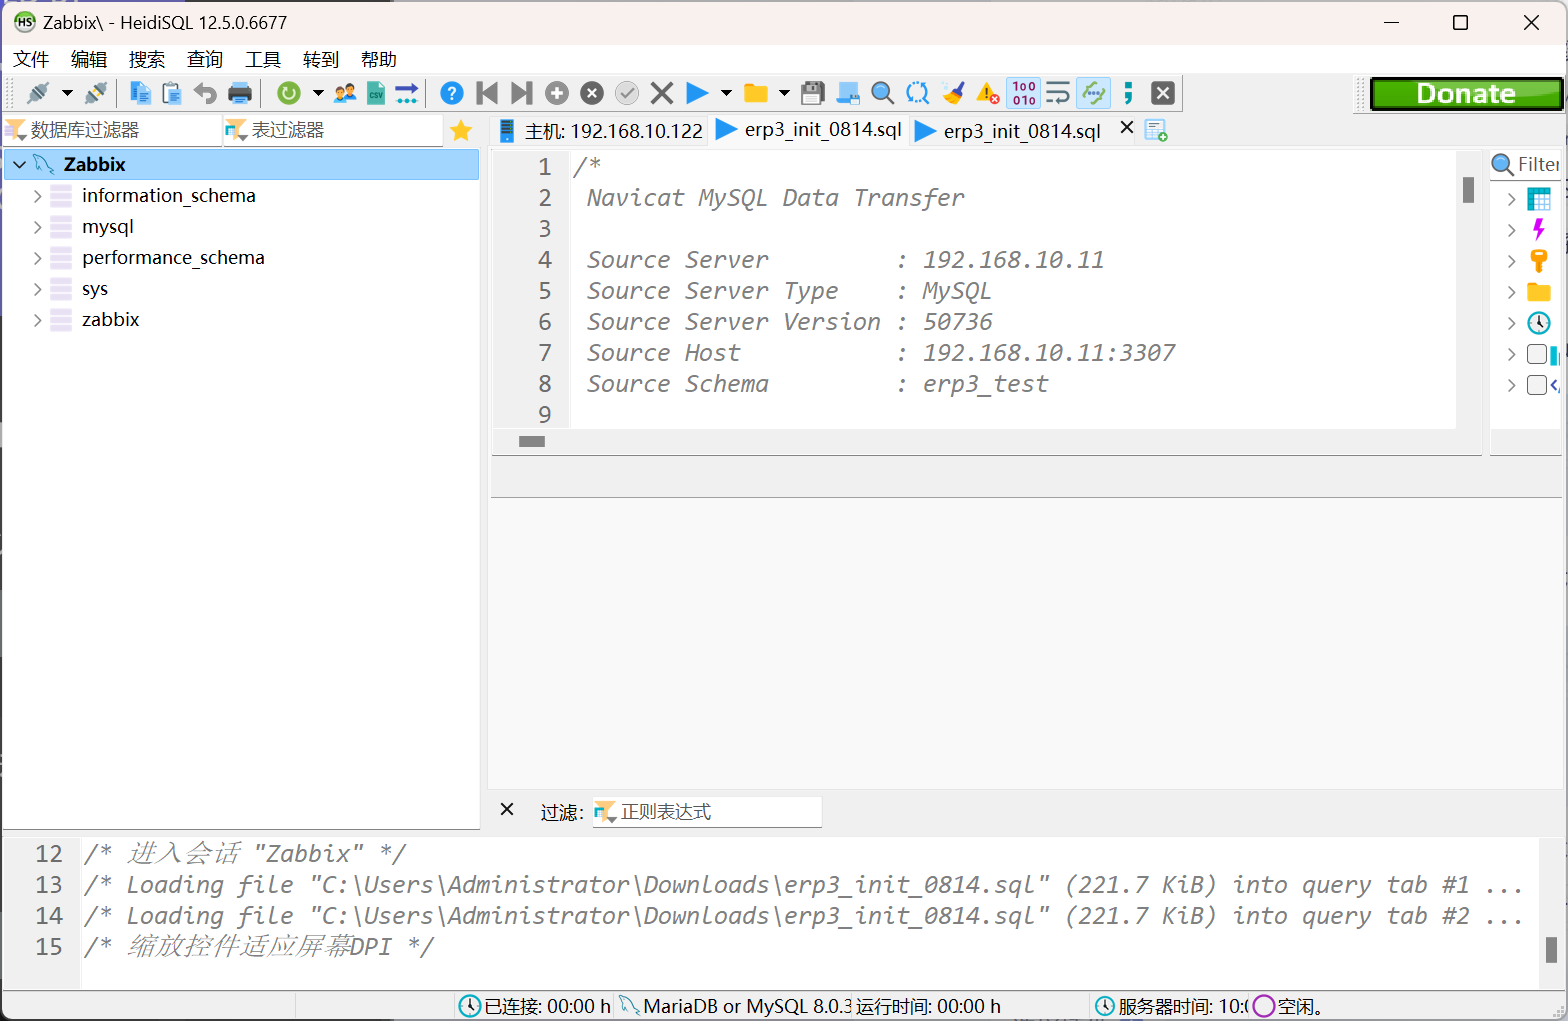 Zabbix\ - HeidiSQL 12.5.0.6677
文件 编辑 搜索 查询 工具 转到 帮助
Donate
数据库过滤器 表过滤器 主机: 192.168.10.122 erp3_init_0814.sql erp3_init_0814.sql
Zabbix
information_schema
mysql
performance_schema
sys
zabbix
1 /*
2 Navicat MySQL Data Transfer
3
4 Source Server : 192.168.10.11
5 Source Server Type : MySQL
6 Source Server Version : 50736
7 Source Host : 192.168.10.11:3307
8 Source Schema : erp3_test
9
Filter
过滤: 正则表达式
12 /* 进入会话 "Zabbix" */
13 /* Loading file "C:\Users\Administrator\Downloads\erp3_init_0814.sql" (221.7 KiB) into query tab #1 ...
14 /* Loading file "C:\Users\Administrator\Downloads\erp3_init_0814.sql" (221.7 KiB) into query tab #2 ...
15 /* 缩放控件适应屏幕DPI */
已连接: 00:00 h MariaDB or MySQL 8.0.3 运行时间: 00:00 h 服务器时间: 10: 空闲。